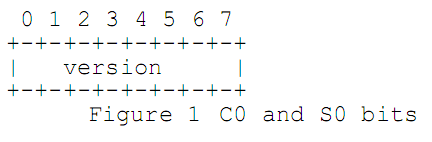 0 1 2 3 4 5 6 7
+-+-+-+-+-+-+-+-+
| version |
+-+-+-+-+-+-+-+-+
Figure 1 C0 and S0 bits